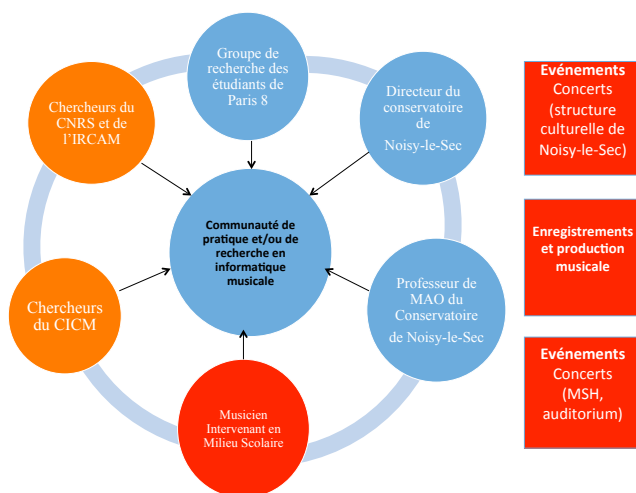 Groupe de
recherche des
étudiants de
Paris 8
Directeur du
conservatoire
de
Noisy-le-Sec
Professeur de
MAO du
Conservatoire
de Noisy-le-Sec
Musicien
Intervenant en
Milieu Scolaire
Chercheurs
du CICM
Chercheurs du
CNRS et de
l'IRCAM
Communauté de
pratique et/ou de
recherche en
informatique
musicale
Evénements
Concerts
(structure
culturelle de
Noisy-le-Sec)
Enregistrements
et production
musicale
Evénements
Concerts
(MSH,
auditorium)